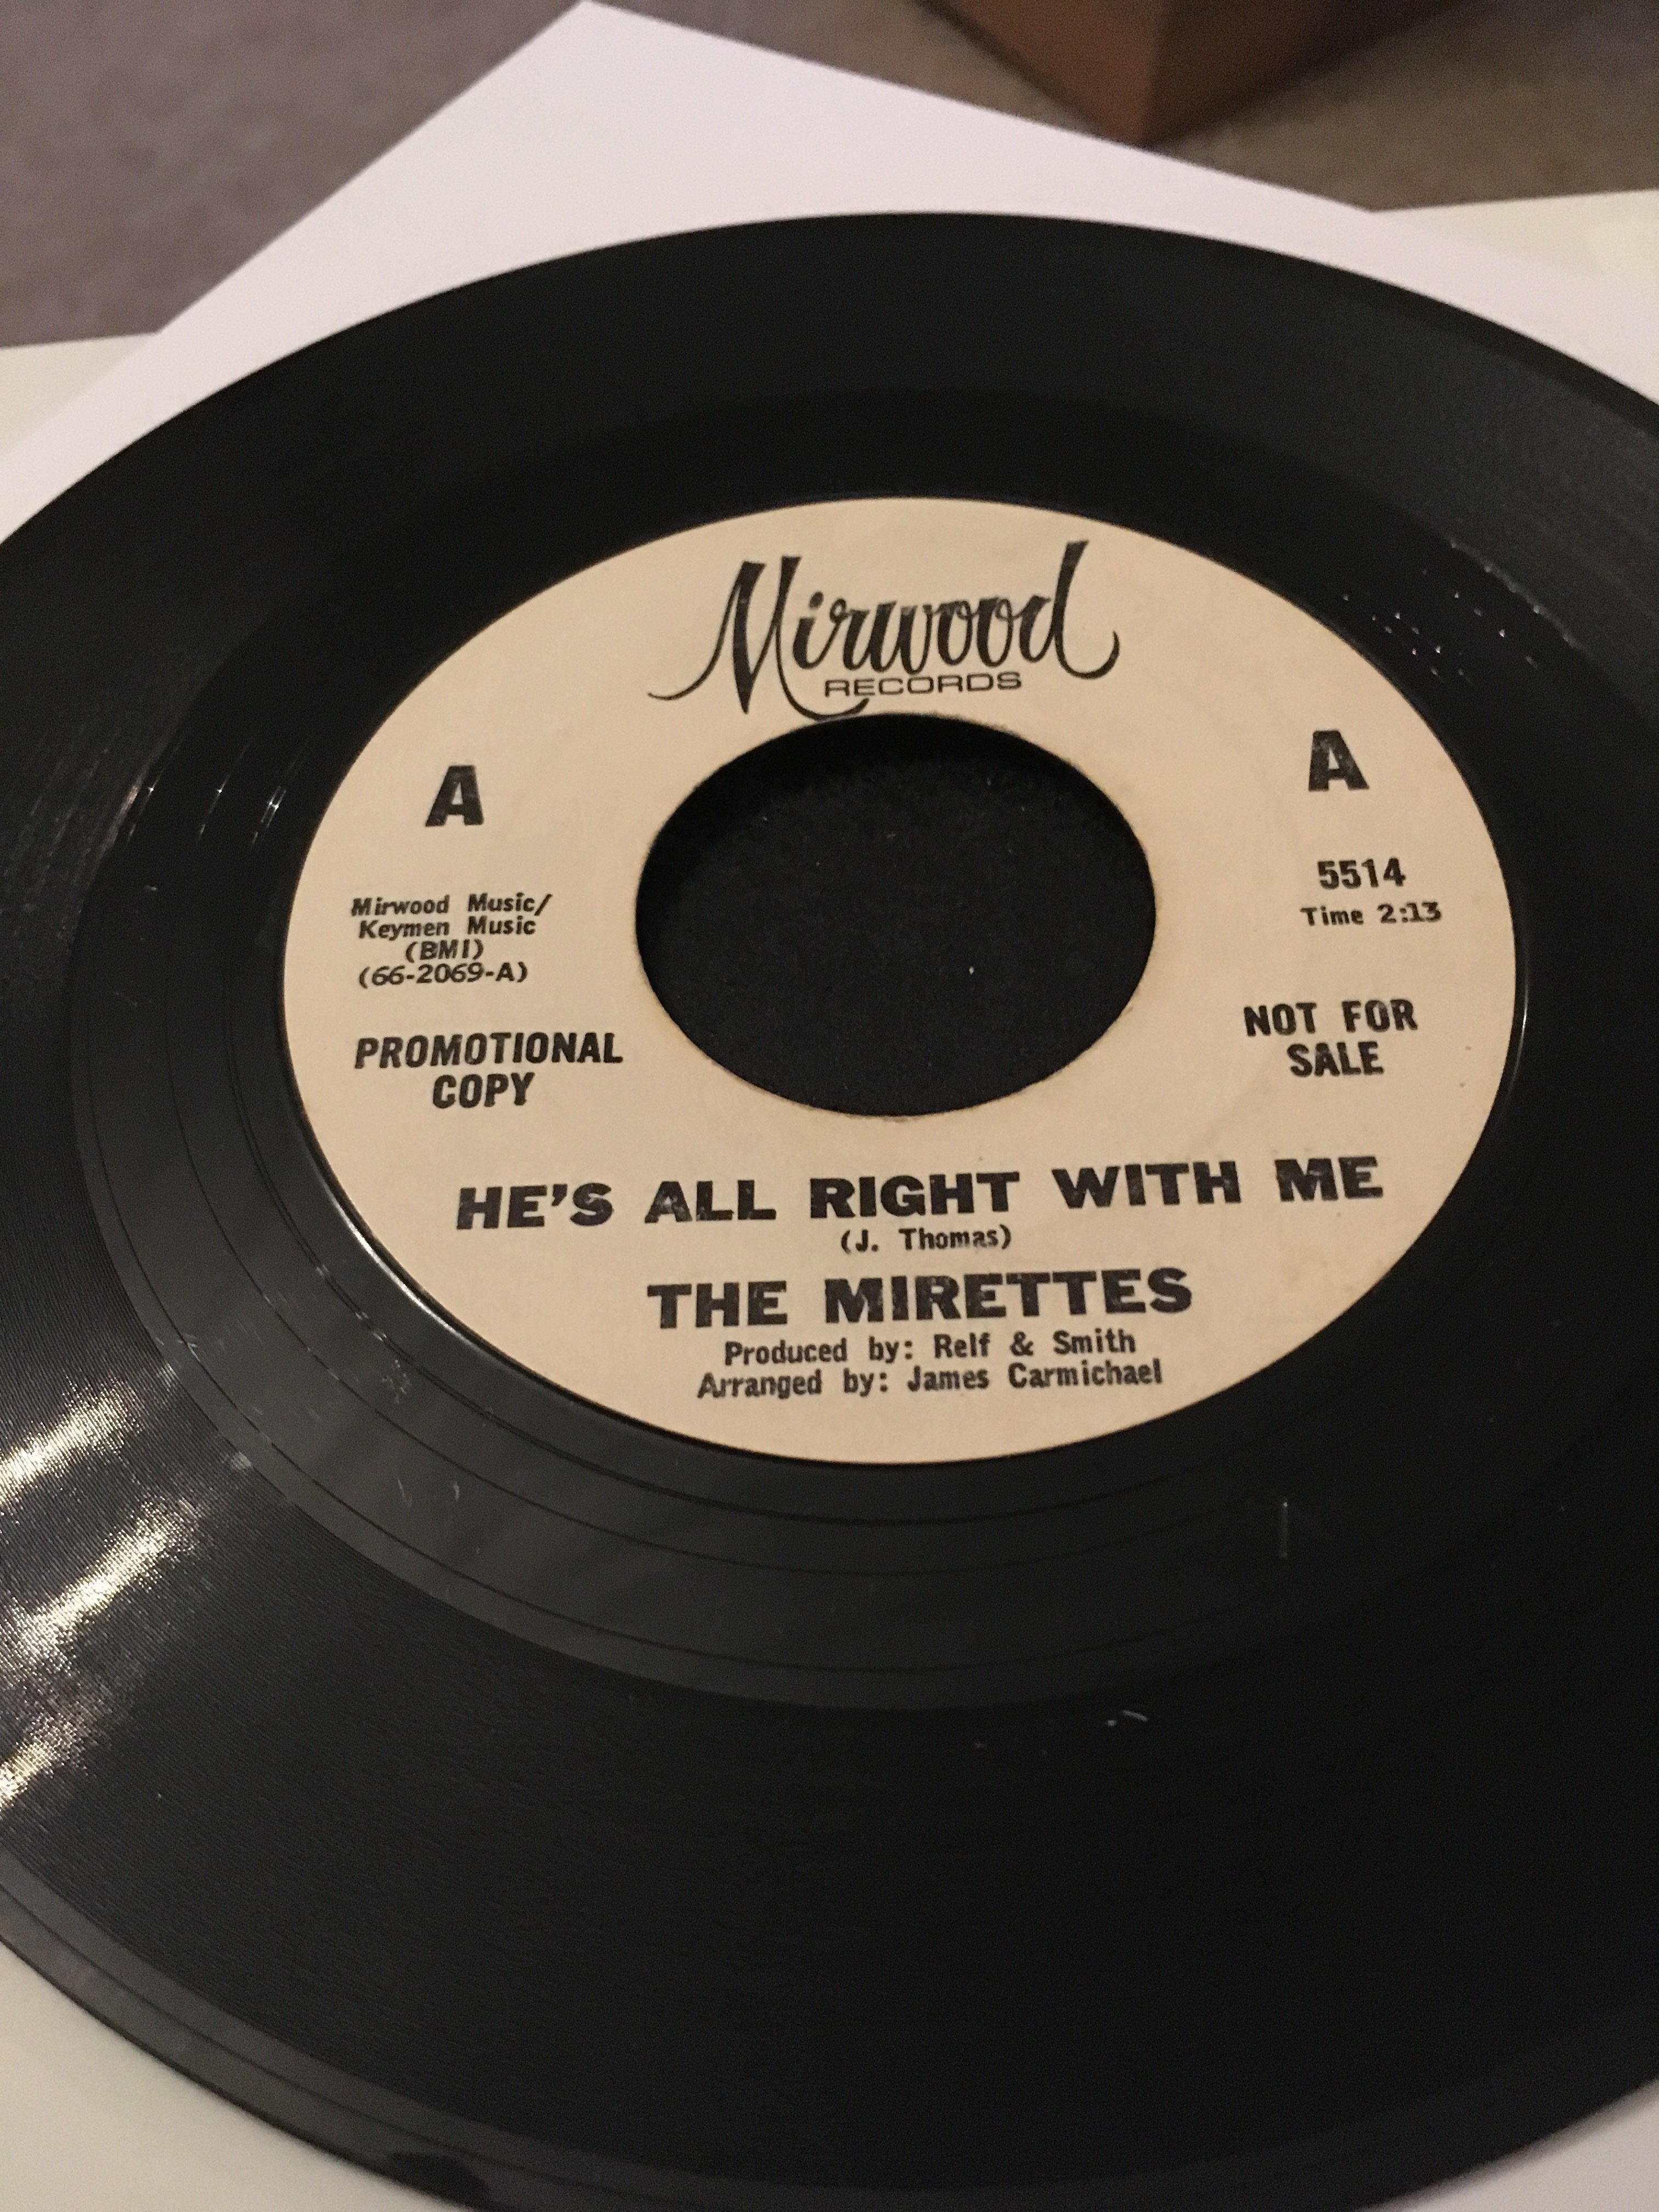 Mirwood
RECORDS
A
A
Mirwood Music/
Keymen Music
(BMI)
(66-2069-A)
5514
Time 2:13
PROMOTIONAL
COPY
NOT FOR
SALE
HE'S ALL RIGHT WITH ME
(J. Thomas)
THE MIRETTES
Produced by: Relf & Smith
Arranged by: James Carmichael